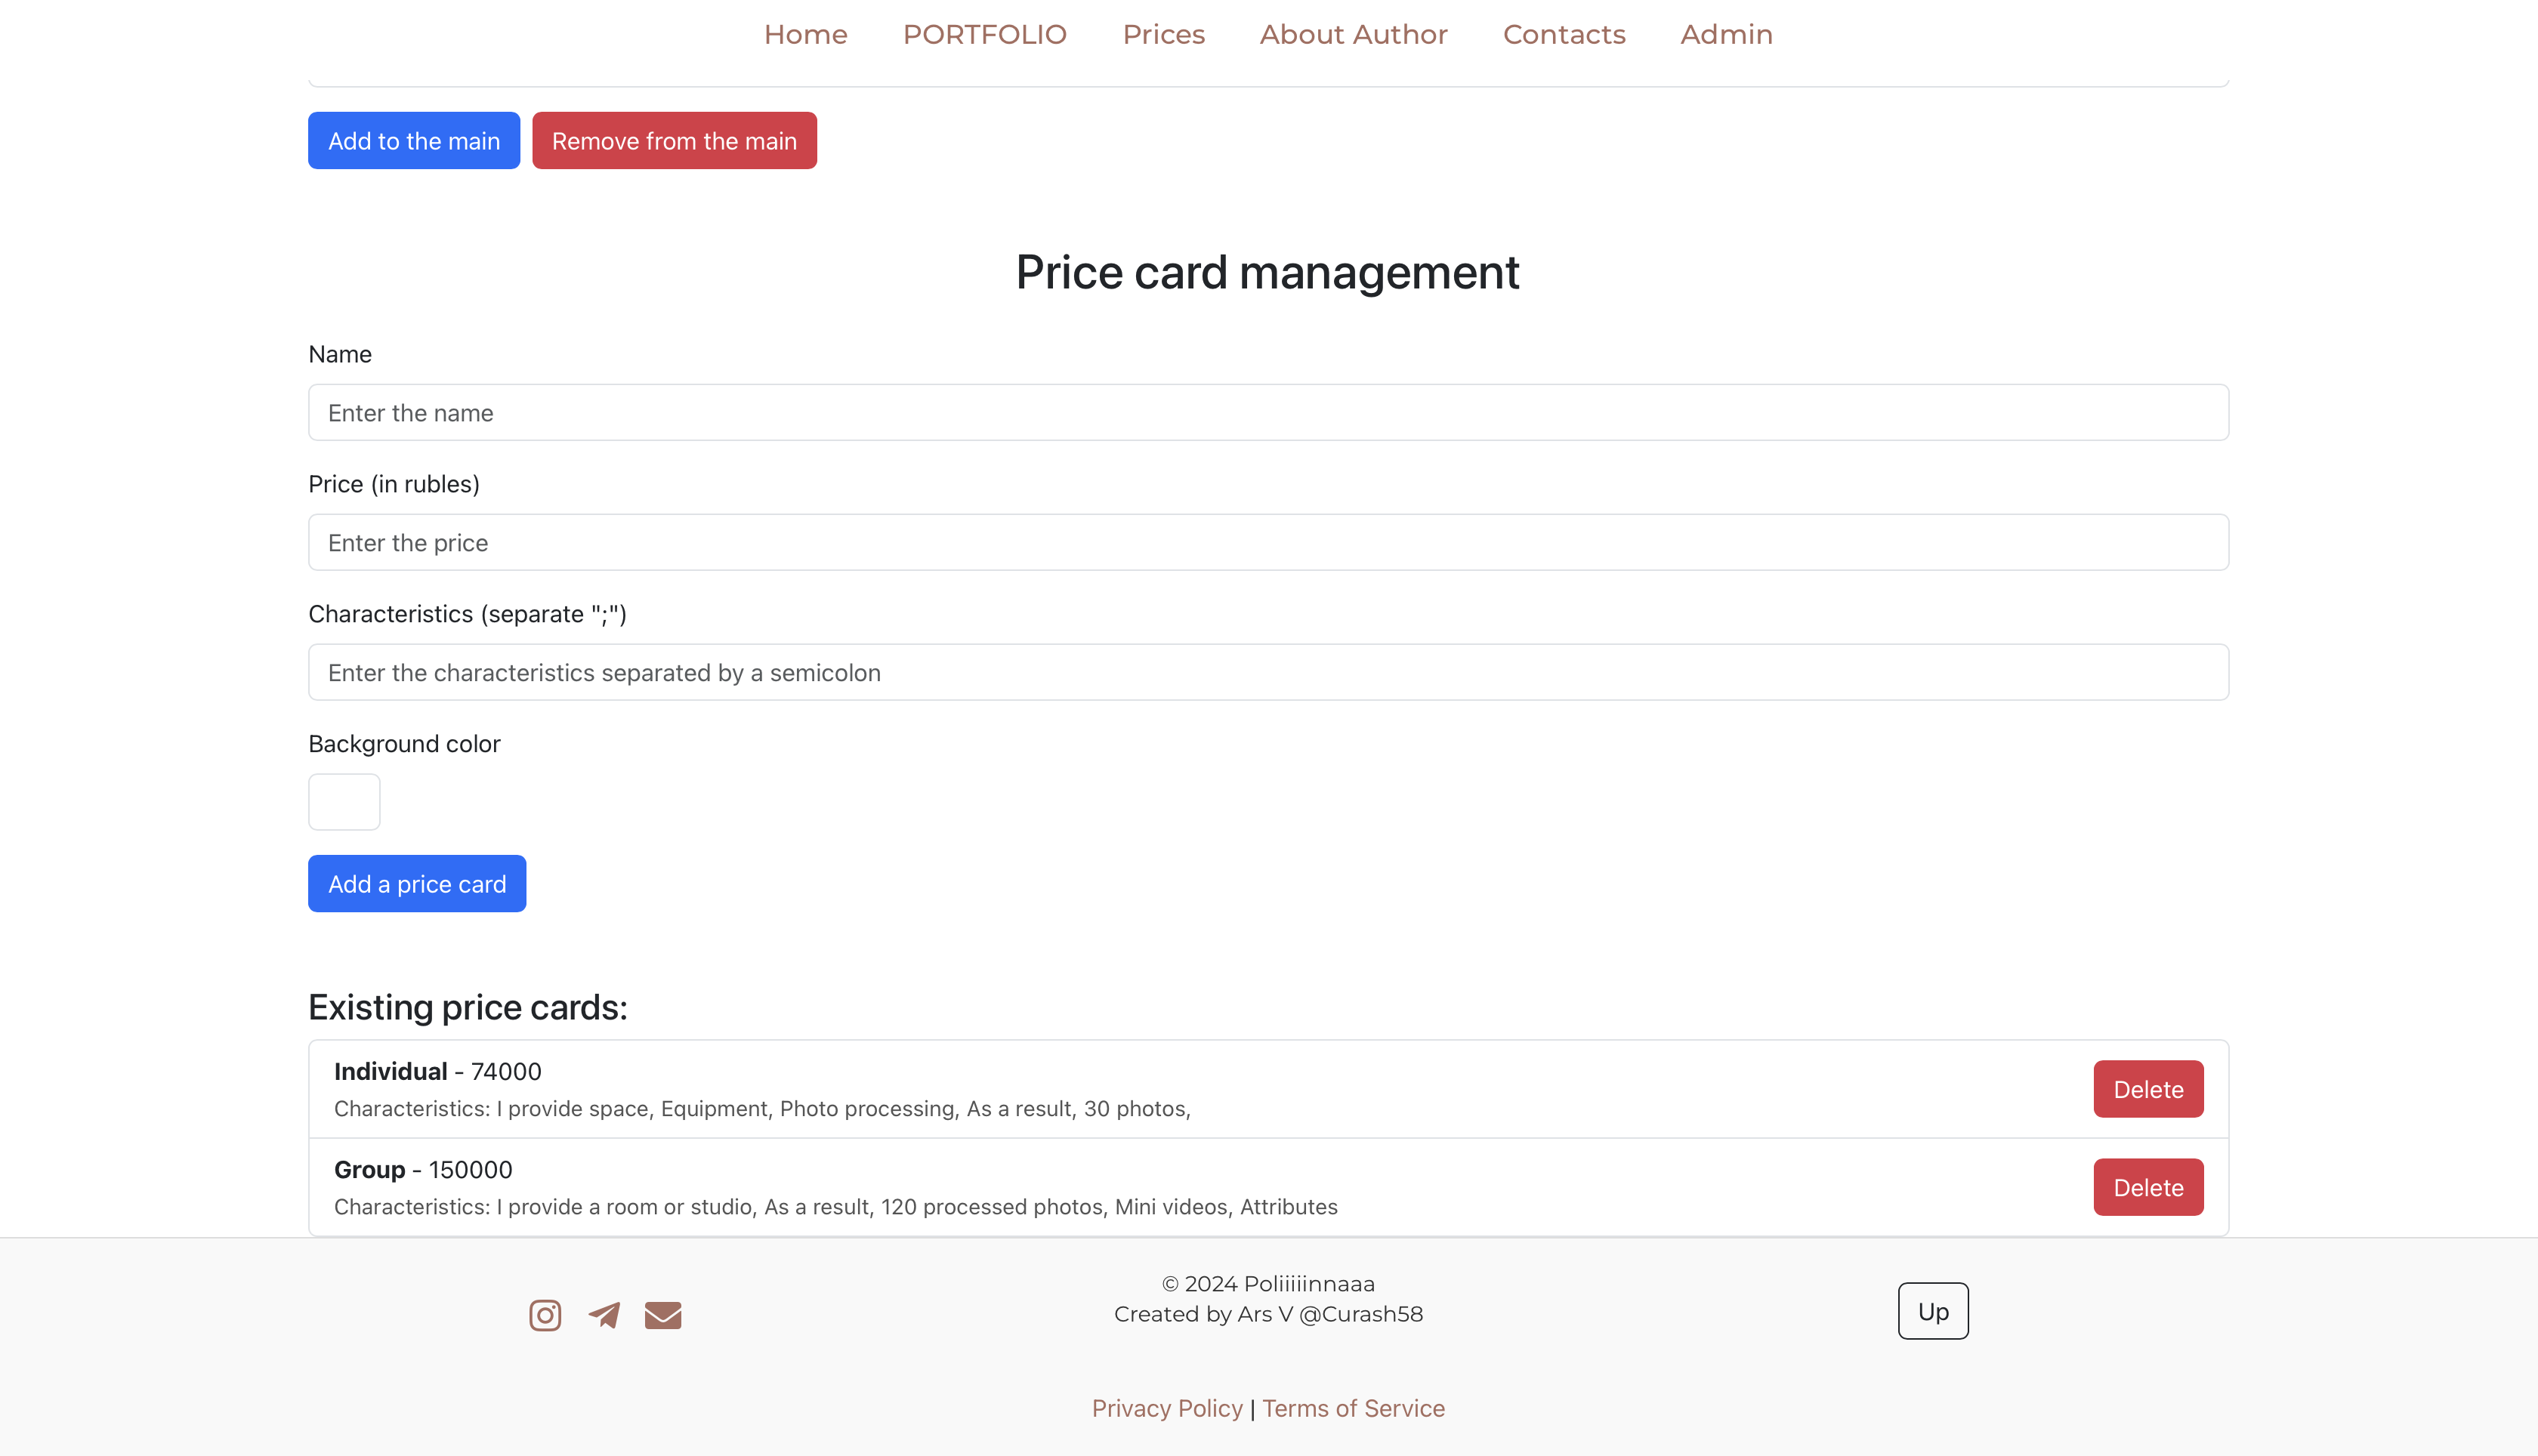 Home PORTFOLIO Prices About Author Contacts Admin
Add to the main Remove from the main
Price card management
Name
Enter the name
Price (in rubles)
Enter the price
Characteristics (separate ";")
Enter the characteristics separated by a semicolon
Background color
Add a price card
Existing price cards:
Individual - 74000
Characteristics: I provide space, Equipment, Photo processing, As a result, 30 photos,
Delete
Group - 150000
Characteristics: I provide a room or studio, As a result, 120 processed photos, Mini videos, Attributes
Delete
© 2024 Poliiiiinnaaa
Created by Ars V @Curash58
Up
Privacy Policy | Terms of Service